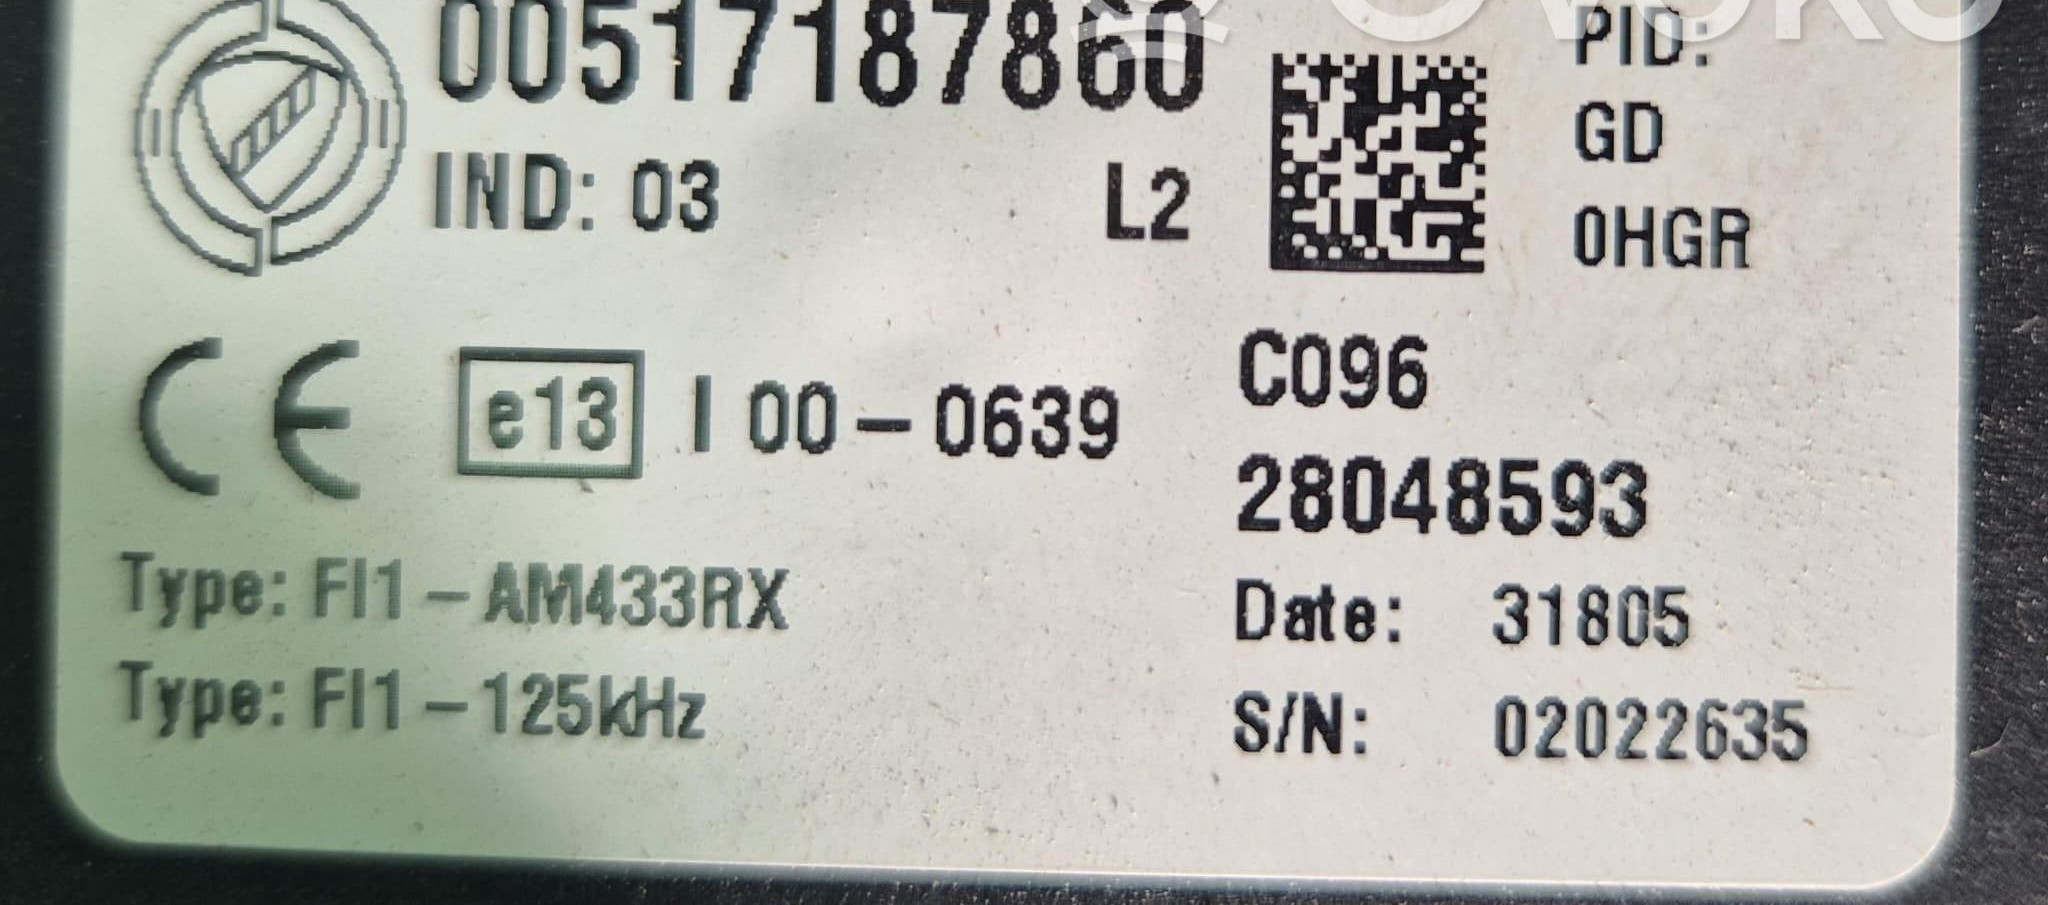 00517187860
IND: 03 L2
PID:
GD
0HGR
CE e13 I 00-0639
C096
28048593
Type: FI1-AM433RX
Type: FI1-125kHz
Date: 31805
S/N: 02022635